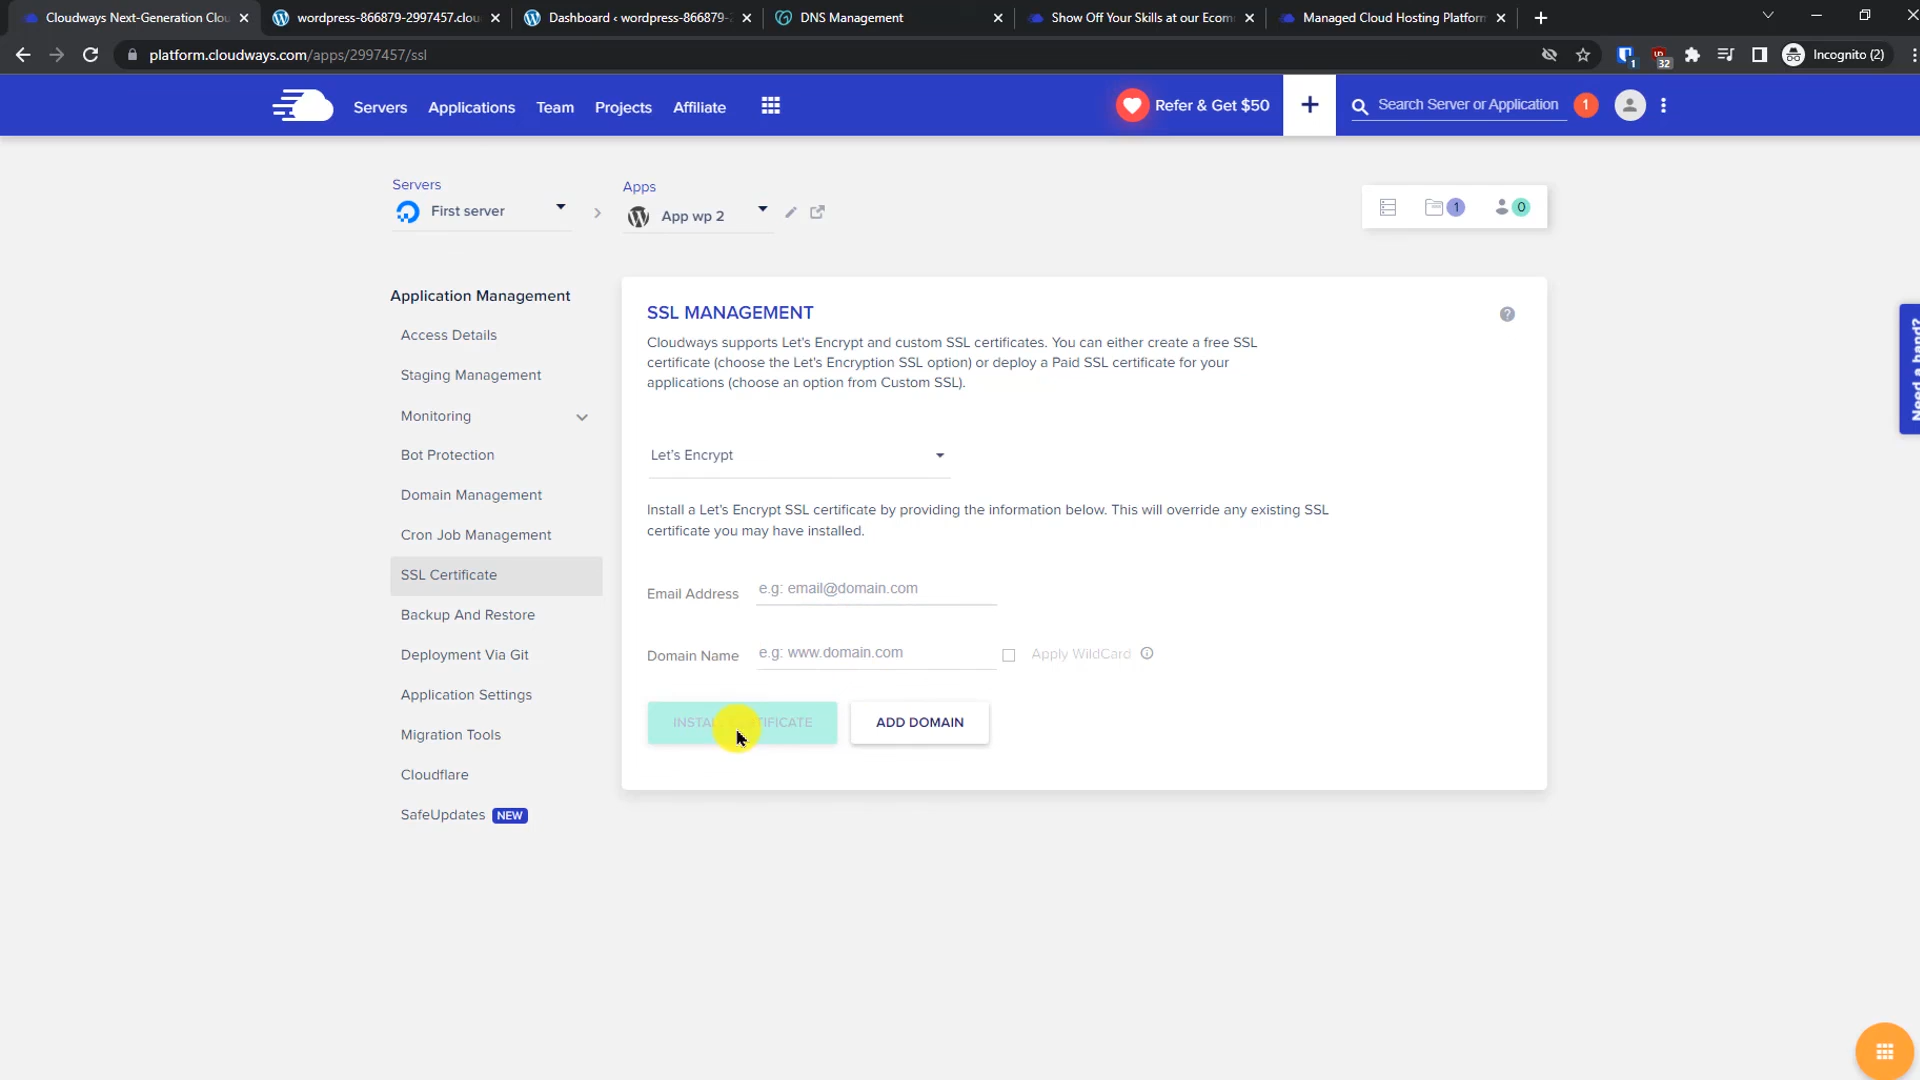 Cloudways Next-Generation Clou
wordpress-866879-2997457.clou
Dashboard ‹ wordpress-866879-2
DNS Management
Show Off Your Skills at our Ecom
Managed Cloud Hosting Platform
platform.cloudways.com/apps/2997457/ssl
1
32
Incognito (2)
Servers
Applications
Team
Projects
Affiliate
Refer & Get $50
Search Server or Application
1
Servers
First server
Apps
App wp 2
1
0
Application Management
Access Details
Staging Management
Monitoring
Bot Protection
Domain Management
Cron Job Management
SSL Certificate
Backup And Restore
Deployment Via Git
Application Settings
Migration Tools
Cloudflare
SafeUpdates NEW
SSL MANAGEMENT
Cloudways supports Let's Encrypt and custom SSL certificates. You can either create a free SSL
certificate (choose the Let's Encryption SSL option) or deploy a Paid SSL certificate for your
applications (choose an option from Custom SSL).
Let's Encrypt
Install a Let's Encrypt SSL certificate by providing the information below. This will override any existing SSL
certificate you may have installed.
Email Address
e.g: email@domain.com
Domain Name
e.g: www.domain.com
Apply WildCard
INSTALL CERTIFICATE
ADD DOMAIN
Need a hand?